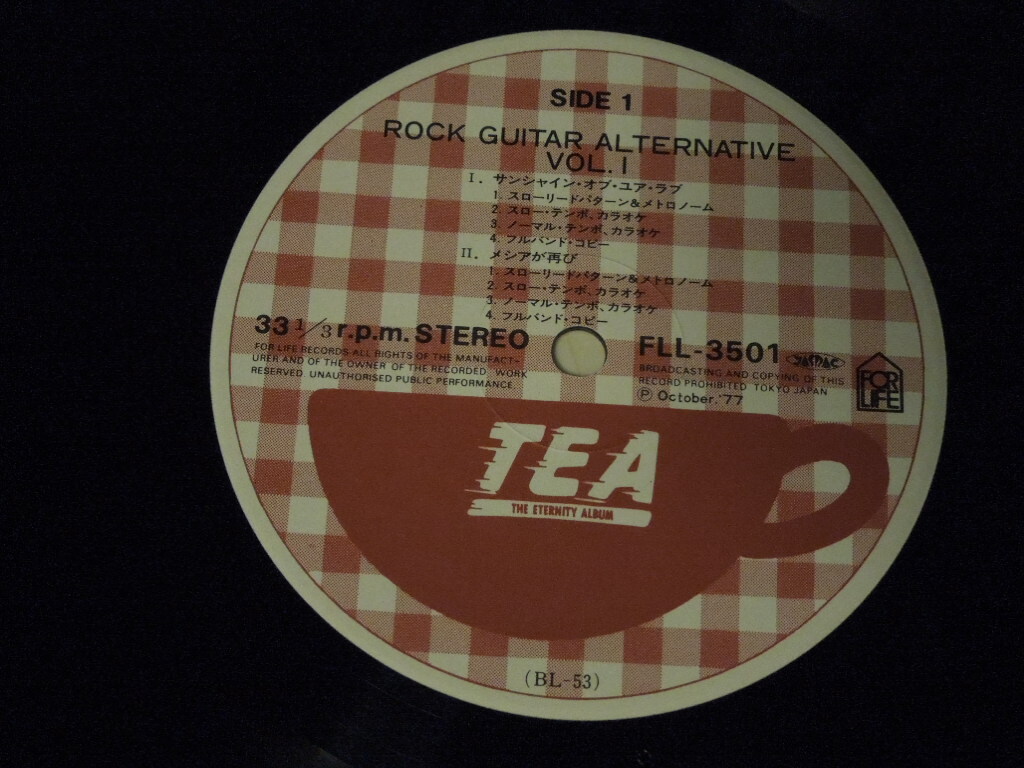 SIDE 1
ROCK GUITAR ALTERNATIVE
VOL. I
I. サンシャイン・オブ・ユア・ラブ
1. スローリードパターン&メトロノーム
2. スロー・テンポ、カラオケ
3. ノーマル・テンポ、カラオケ
4. フルバンド・コピー
II. メシアが再び
1. スローリードパターン&メトロノーム
2. スロー・テンポ、カラオケ
3. ノーマル・テンポ、カラオケ
4. フルバンド・コピー
33 1/3 r.p.m. STEREO
FOR LIFE RECORDS ALL RIGHTS OF THE MANUFACT-
URER AND OF THE OWNER OF THE RECORDED WORK
RESERVED. UNAUTHORISED PUBLIC PERFORMANCE.
FLL-3501
JASRAC
BROADCASTING AND COPYING OF THIS
RECORD PROHIBITED TOKYO JAPAN
Ⓟ October.'77
FOR
LIFE
TEA
THE ETERNITY ALBUM
(BL-53)